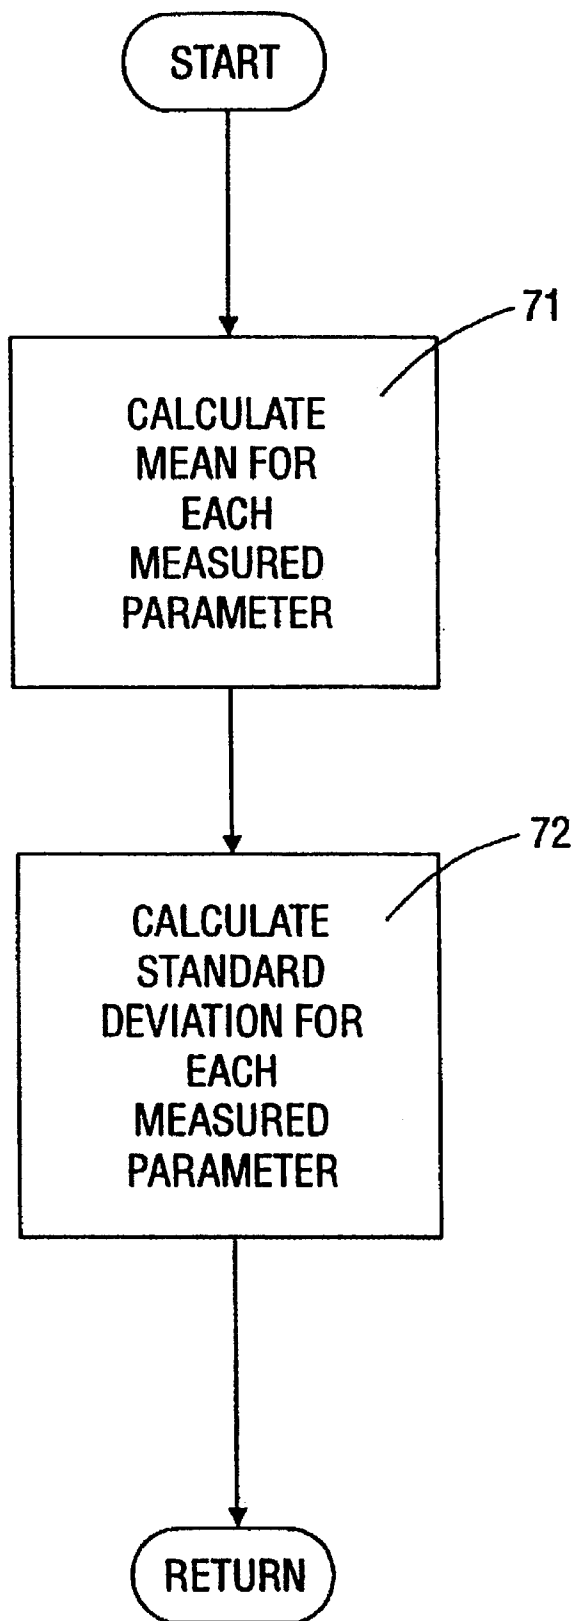 START
71
CALCULATE
MEAN FOR
EACH
MEASURED
PARAMETER
72
CALCULATE
STANDARD
DEVIATION FOR
EACH
MEASURED
PARAMETER
RETURN